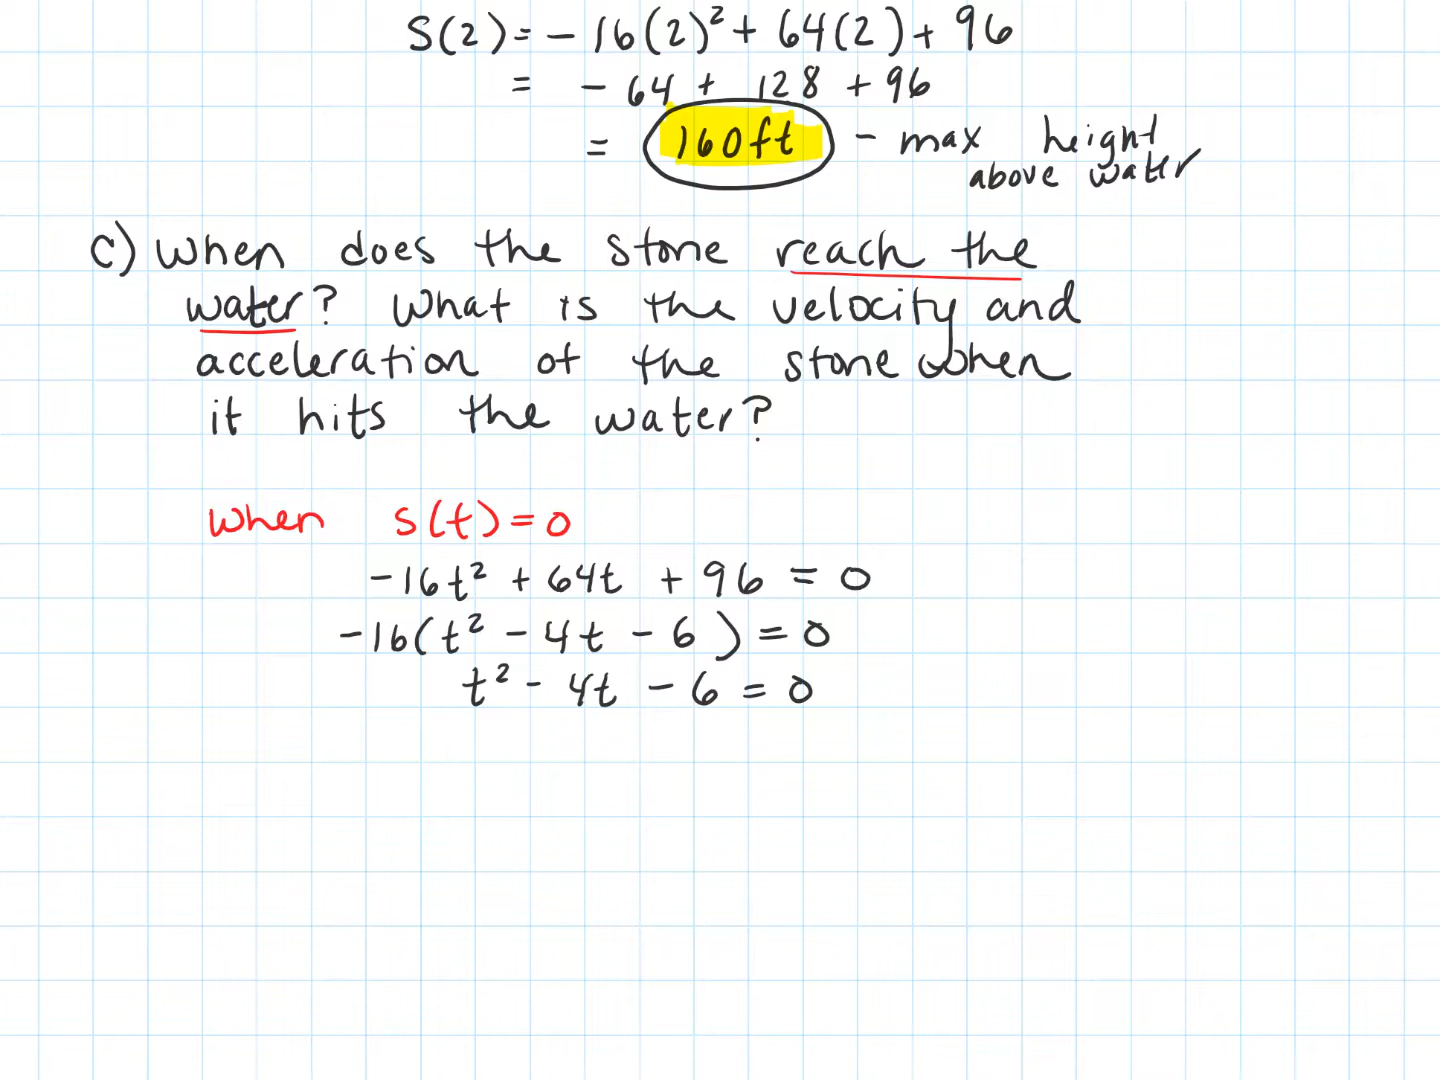 S(2) = - 16(2)² + 64(2) + 96
= - 64 + 128 + 96
= 160ft - max height
above water
c) When does the stone reach the
water? What is the velocity and
acceleration of the stone when
it hits the water?
when s(t) = 0
-16t² + 64t + 96 = 0
-16(t² - 4t - 6) = 0
t² - 4t - 6 = 0